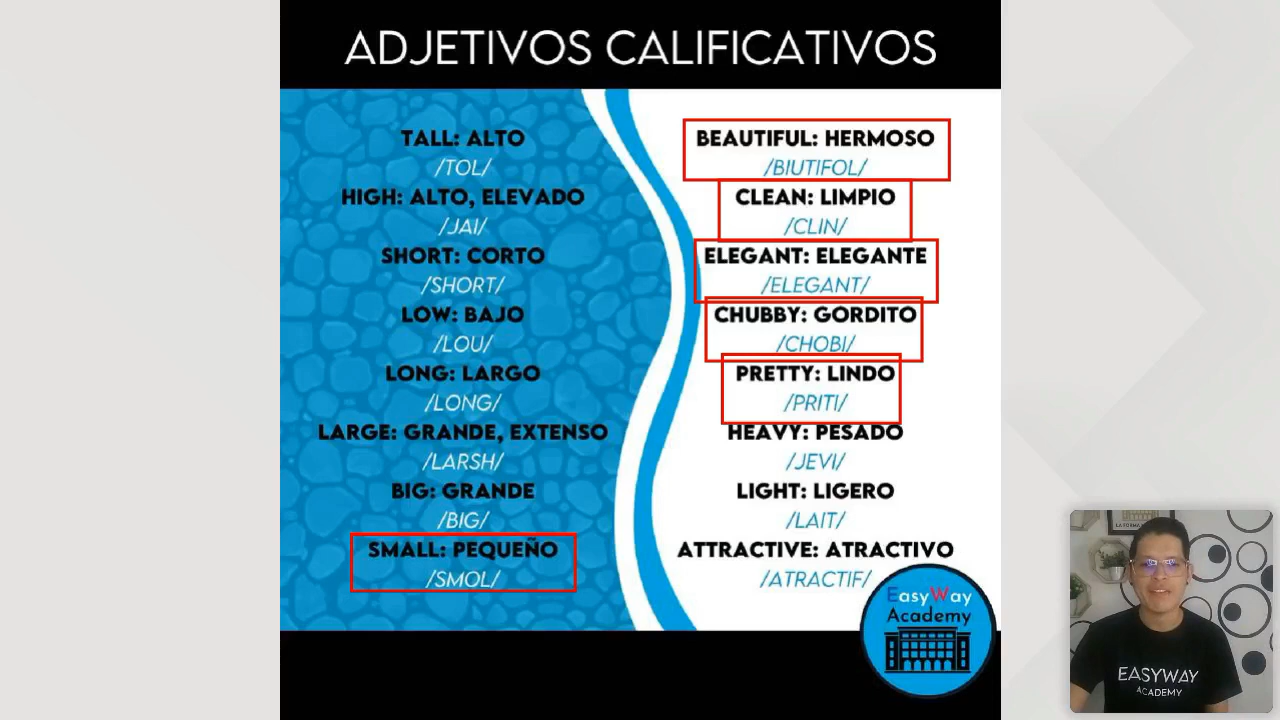 ADJETIVOS CALIFICATIVOS
TALL: ALTO
/TOL/
HIGH: ALTO, ELEVADO
/JAI/
SHORT: CORTO
/SHORT/
LOW: BAJO
/LOU/
LONG: LARGO
/LONG/
LARGE: GRANDE, EXTENSO
/LARSH/
BIG: GRANDE
/BIG/
SMALL: PEQUEÑO
/SMOL/
BEAUTIFUL: HERMOSO
/BIUTIFOL/
CLEAN: LIMPIO
/CLIN/
ELEGANT: ELEGANTE
/ELEGANT/
CHUBBY: GORDITO
/CHOBI/
PRETTY: LINDO
/PRITI/
HEAVY: PESADO
/JEVI/
LIGHT: LIGERO
/LAIT/
ATTRACTIVE: ATRACTIVO
/ATRACTIF/
EasyWay
Academy
LA FORMA
EASYWAY
ACADEMY